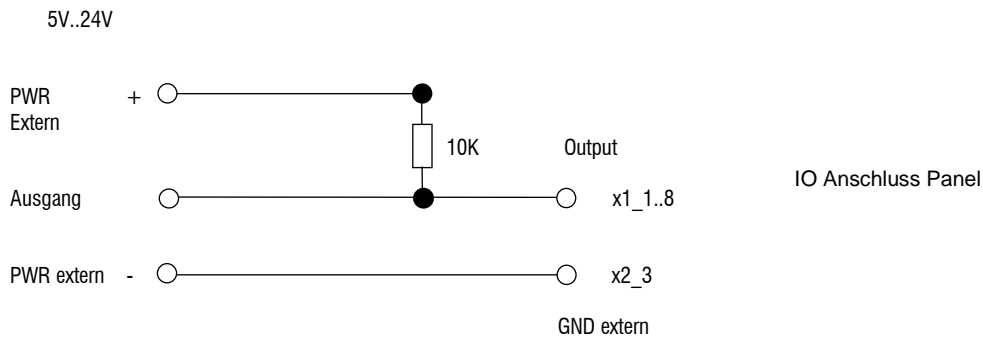 5V..24V
PWR + 
Extern
10K
Output
Ausgang
x1_1..8
IO Anschluss Panel
PWR extern -
x2_3
GND extern